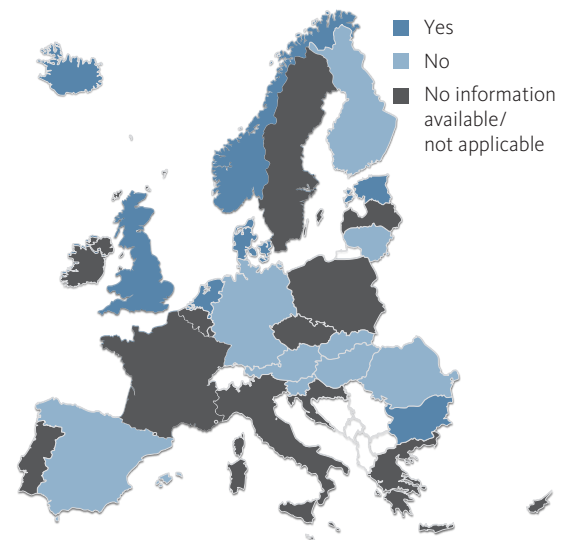 Yes
No
No information
available/
not applicable